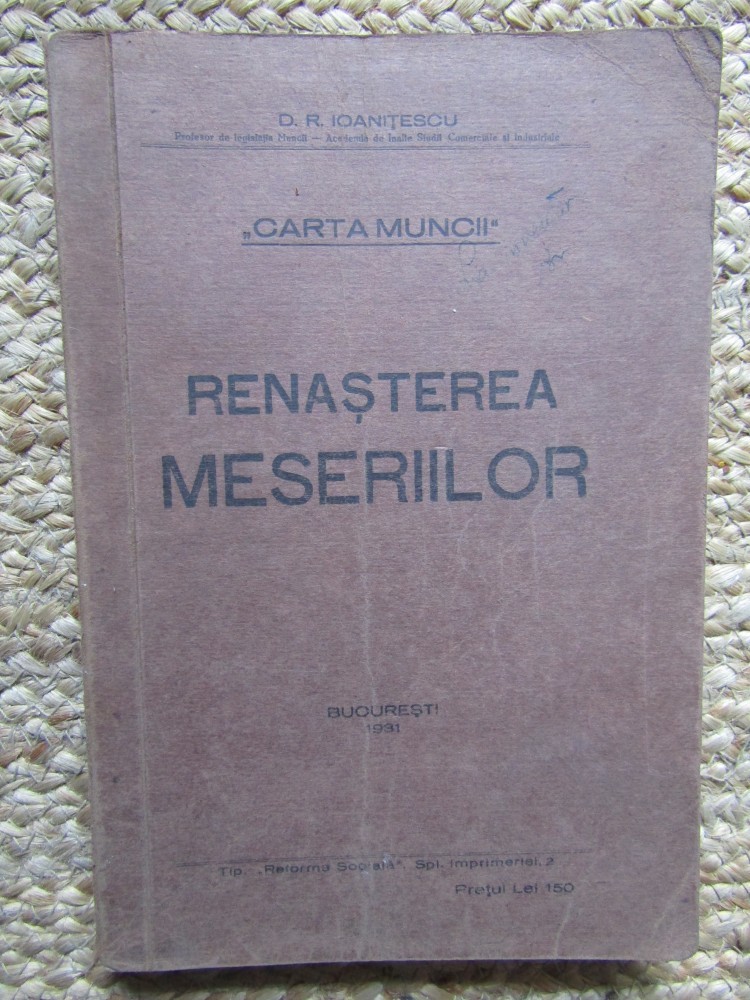 D. R. IOANIȚESCU
Profesor de legislația Muncii — Academia de Inalte Studii Comerciale si Industriale
„CARTA MUNCII“
RENAȘTEREA
MESERIILOR
BUCUREȘTI
1931
Tip. „Reforma Socială“, Spl. Imprimeriei, 2
Prețul Lei 150